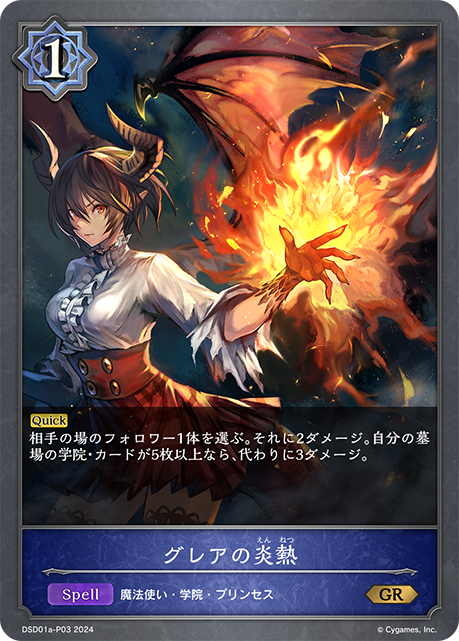 1
Quick
相手の場のフォロワー1体を選ぶ。それに2ダメージ。自分の墓
場の学院・カードが5枚以上なら、代わりに3ダメージ。
えん ねつ
グレアの炎熱
Spell 魔法使い・学院・プリンセス GR
DSD01a-P03 2024 © Cygames, Inc.